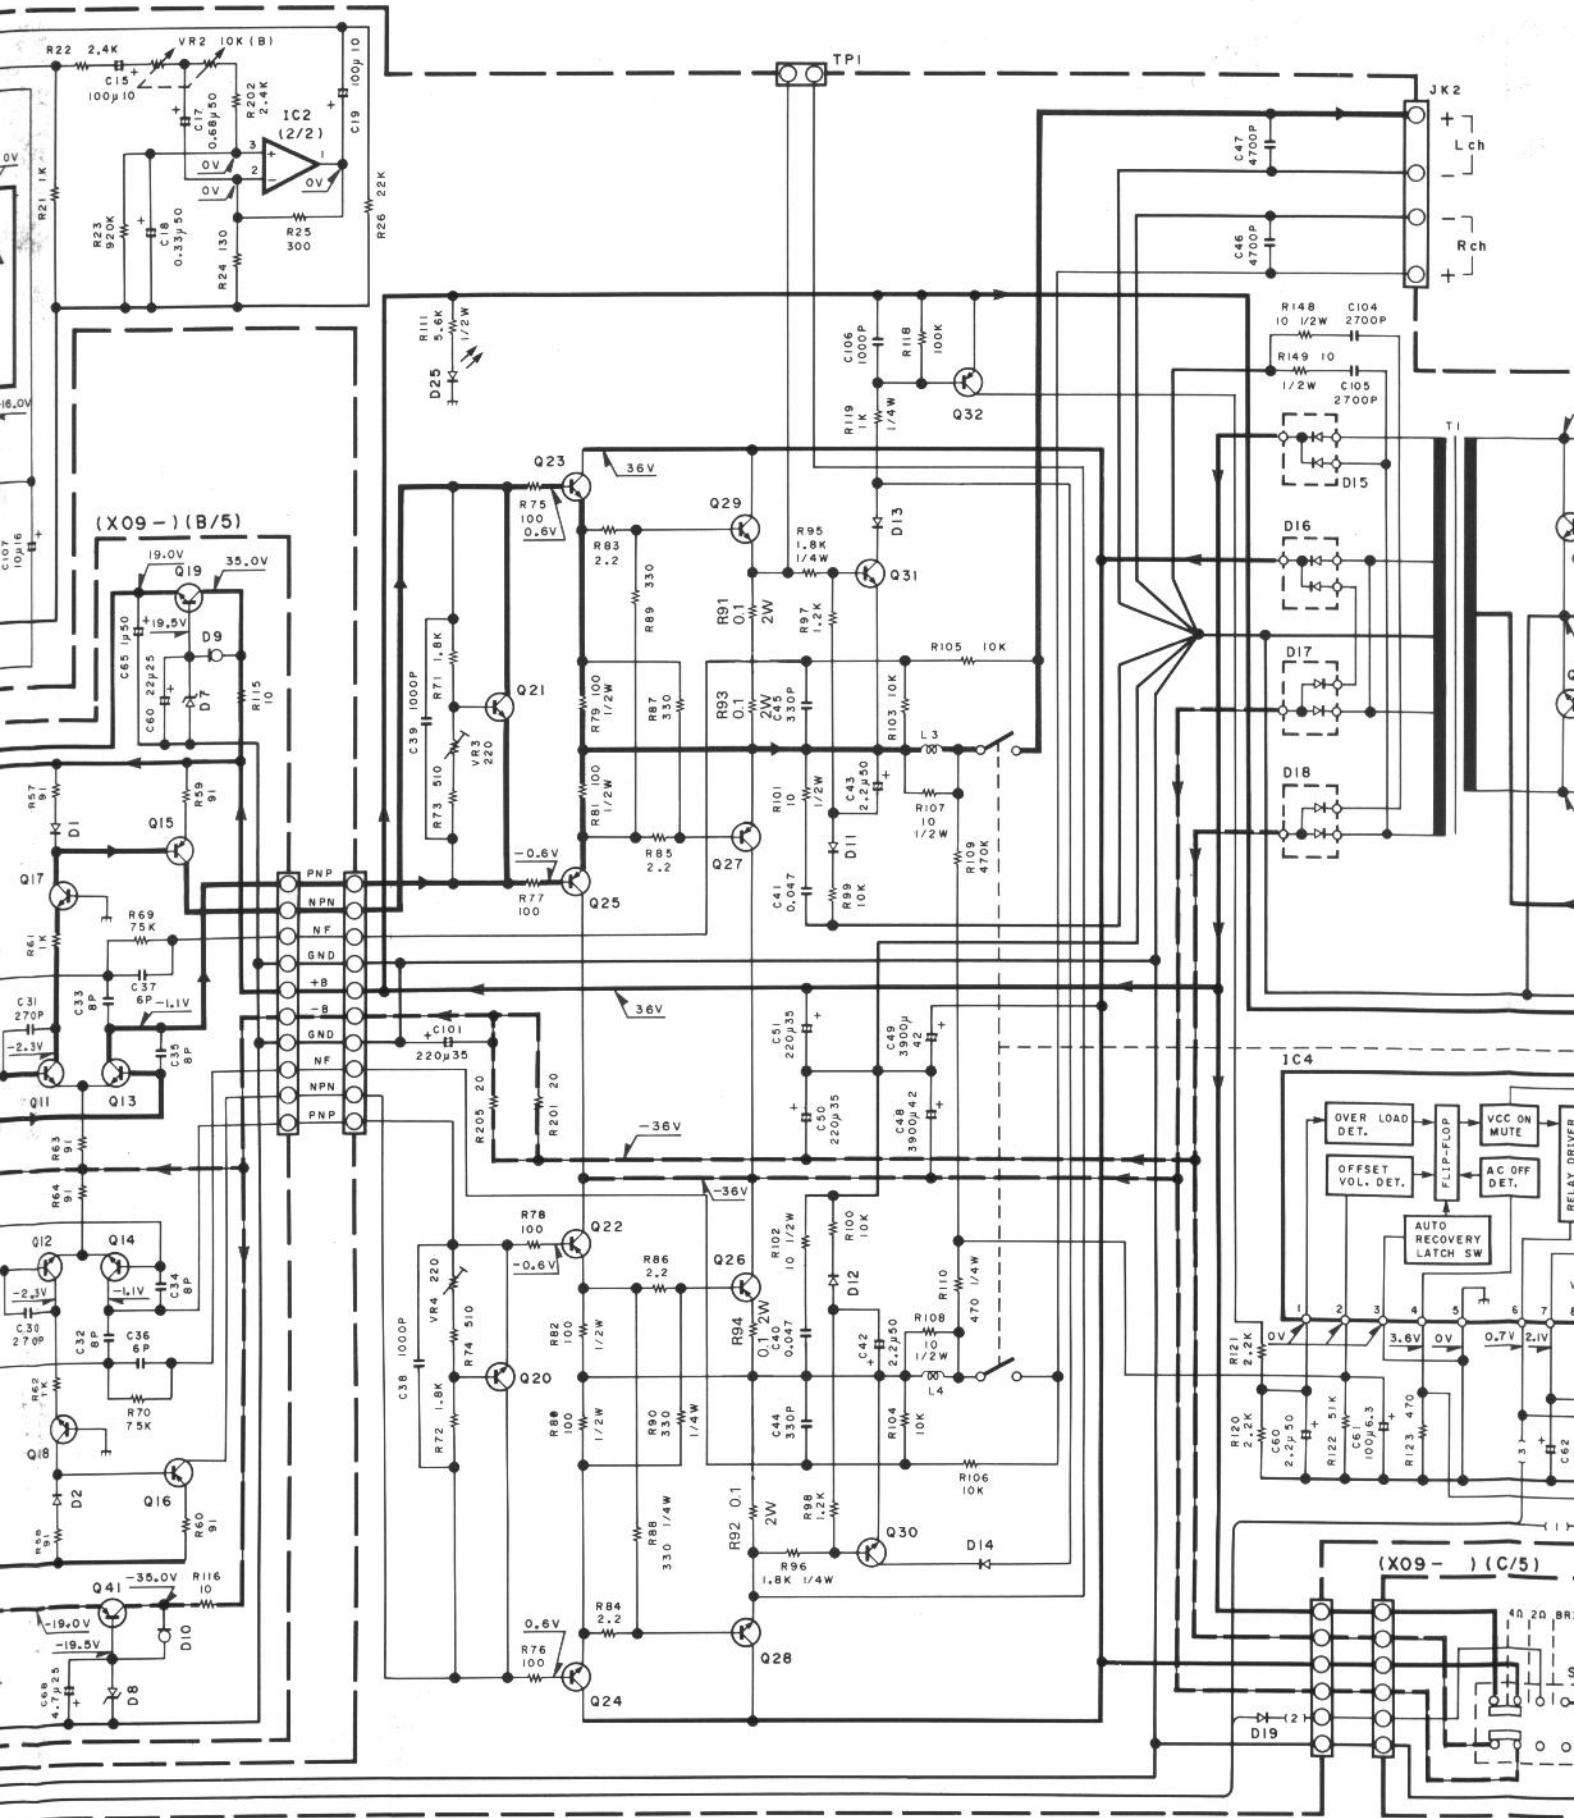 TP1
JK2
R22 2.4K
VR2 10K(B)
C15
100μ10
C17
0.68μ50
R202
2.4K
IC2
(2/2)
100μ10
C19
3
2
1
0V
0V
0V
R21 1K
R23
920K
C18
0.33μ50
R24 130
R25
300
R26 22K
C47
4700P
+
Lch
−
−
Rch
+
C46
4700P
R111
5.6K
1/2W
D25
C106
1000P
R118
100K
R119
1K
1/4W
Q32
R148
10 1/2W
C104
2700P
R149 10
1/2W
C105
2700P
T1
D15
D16
D17
D18
(X09-)(B/5)
C107
10μ16
19.0V
Q19
35.0V
19.5V
D9
C65 1μ50
C60 22μ25
D7
R115
10
Q23
36V
R75
100
0.6V
R83
2.2
Q29
R95
1.8K
1/4W
D13
Q31
R89 330
R91
0.1
2W
R97
1.2K
R105 10K
C39 1000P
R71 1.8K
Q21
VR3
220
R73 510
R79 100
1/2W
R87
330
R93
0.1
2W
C45
330P
R103 10K
L3
R81 100
1/2W
R101
10
1/2W
C43
2.2μ50
R107
10
1/2W
R109
470K
R85
2.2
Q27
D11
−0.6V
R77
100
Q25
C41
0.047
R99
10K
R57
91
D1
Q15
R59
91
Q17
R69
75K
R61
1K
C37
6P
−1.1V
C33
8P
C31
270P
−2.3V
C35
8P
Q11
Q13
PNP
NPN
NF
GND
+B
−B
GND
NF
NPN
PNP
36V
C101
220μ35
C51
220μ35
C49
3900μ
42
R205 20
R201 20
C50
220μ35
C48
3900μ42
−36V
−36V
R63
91
R64
91
Q12
Q14
−2.3V
−1.1V
C34
8P
C30
270P
C32
8P
C36
6P
R62
1K
R70
75K
Q18
D2
Q16
R60
91
Q41
−35.0V
R116
10
−19.0V
−19.5V
D10
4.7μ25
D8
R78
100
−0.6V
Q22
R86
2.2
Q26
R102
10 1/2W
R100
10K
D12
VR4 220
R74 510
C38 1000P
Q20
R72 1.8K
R82
100
1/2W
R94
0.1 2W
C40
0.047
C42
2.2μ50
R110
470 1/4W
R108
10
1/2W
L4
100
1/2W
R90
330
1/4W
C44
330P
R104
10K
R106
10K
R88
330 1/4W
R92 0.1
2W
R98
1.2K
Q30
R96
1.8K 1/4W
D14
R84
2.2
0.6V
R76
100
Q24
Q28
IC4
OVER LOAD
DET.
FLIP-FLOP
VCC ON
MUTE
RELAY DRIVER
OFFSET
VOL. DET.
AC OFF
DET.
AUTO
RECOVERY
LATCH SW
1
2
3
4
5
6
7
0V
3.6V
0V
0.7V
2.1V
R121
2.2K
R120
2.2K
C60
2.2μ50
R122 51K
C61
100μ6.3
R123 470
C62
(3)
(1)
(X09- )(C/5)
4Ω 2Ω
(2)
D19